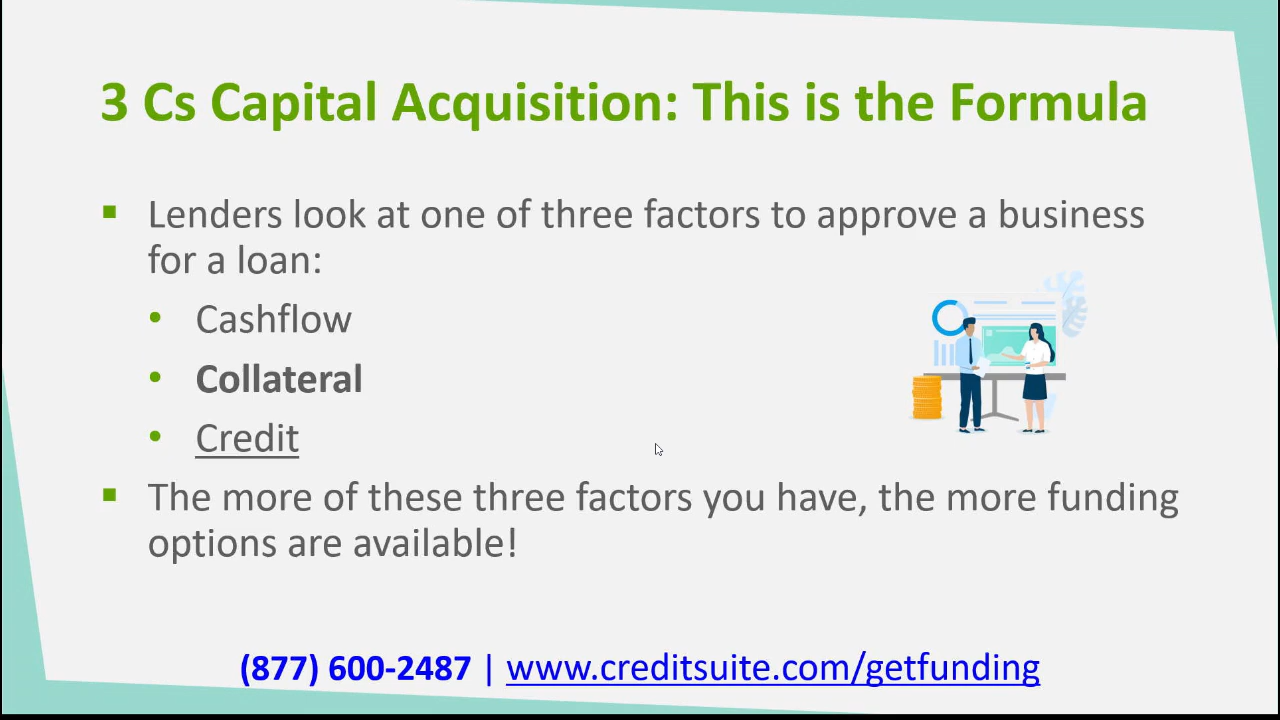 3 Cs Capital Acquisition: This is the Formula
Lenders look at one of three factors to approve a business
for a loan:
Cashflow
Collateral
Credit
The more of these three factors you have, the more funding
options are available!
(877) 600-2487 | www.creditsuite.com/getfunding